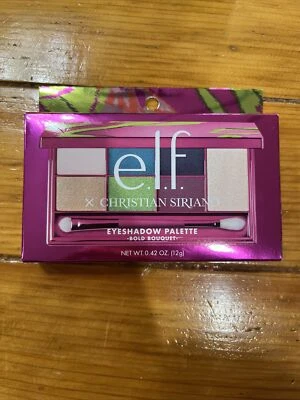 e.l.f.
× CHRISTIAN SIRIANO
EYESHADOW PALETTE
-BOLD BOUQUET-
NET WT. 0.42 OZ. (12g)